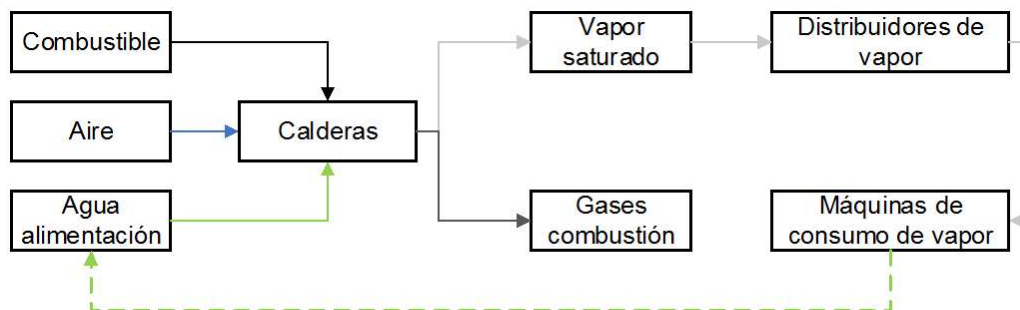 Combustible
Vapor
saturado
Distribuidores de
vapor
Aire
Calderas
Agua
alimentación
Gases
combustión
Máquinas de
consumo de vapor